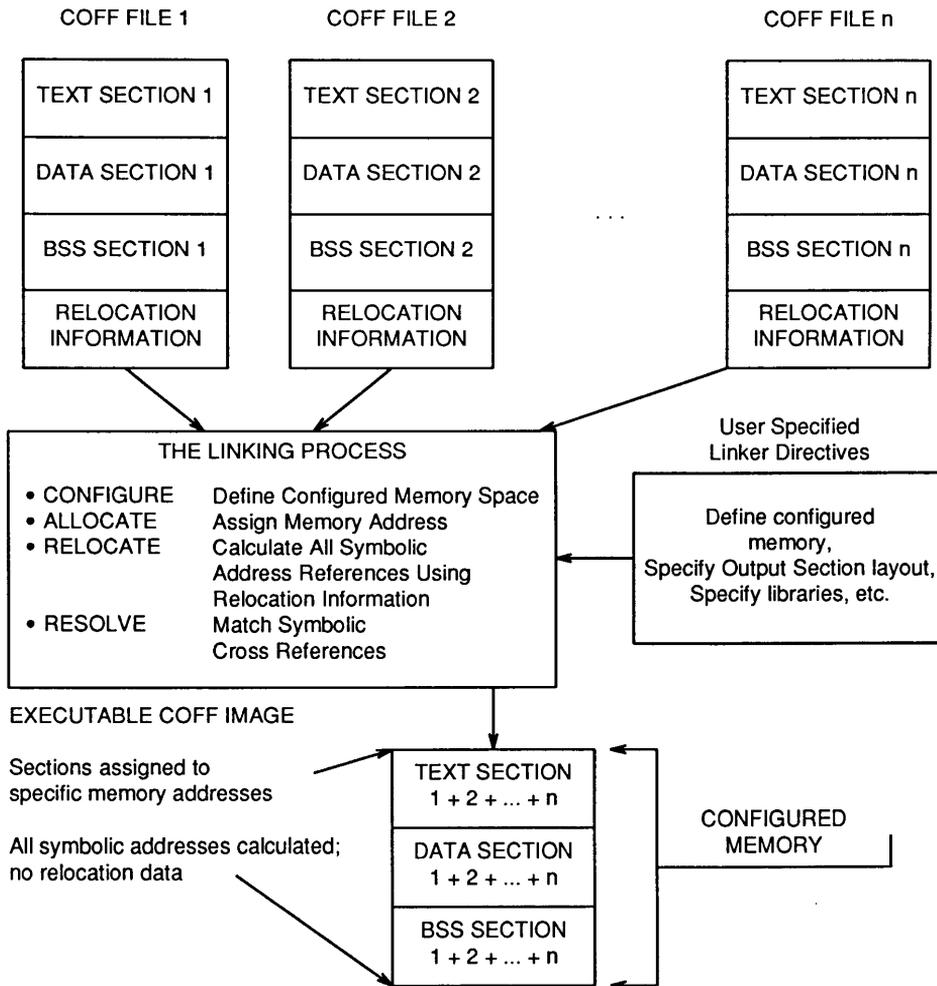 COFF FILE 1
COFF FILE 2
COFF FILE n
TEXT SECTION 1
TEXT SECTION 2
TEXT SECTION n
DATA SECTION 1
DATA SECTION 2
. . .
DATA SECTION n
BSS SECTION 1
BSS SECTION 2
BSS SECTION n
RELOCATION
INFORMATION
RELOCATION
INFORMATION
RELOCATION
INFORMATION
THE LINKING PROCESS
• CONFIGURE Define Configured Memory Space
• ALLOCATE Assign Memory Address
• RELOCATE Calculate All Symbolic
Address References Using
Relocation Information
• RESOLVE Match Symbolic
Cross References
User Specified
Linker Directives
Define configured
memory,
Specify Output Section layout,
Specify libraries, etc.
EXECUTABLE COFF IMAGE
Sections assigned to
specific memory addresses
All symbolic addresses calculated;
no relocation data
TEXT SECTION
1 + 2 + ... + n
DATA SECTION
1 + 2 + ... + n
BSS SECTION
1 + 2 + ... + n
CONFIGURED
MEMORY